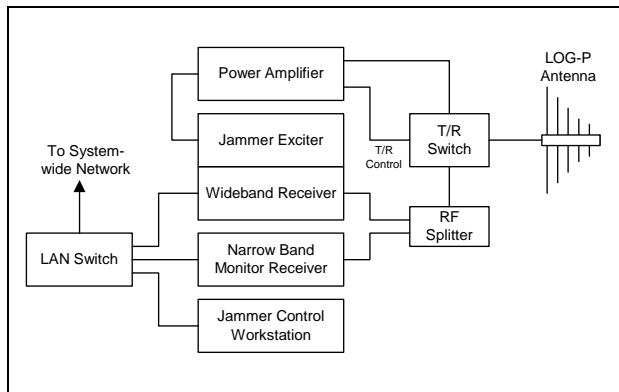 Power Amplifier
LOG-P
Antenna
Jammer Exciter
T/R
Control
T/R
Switch
To System-
wide Network
Wideband Receiver
RF
Splitter
LAN Switch
Narrow Band
Monitor Receiver
Jammer Control
Workstation